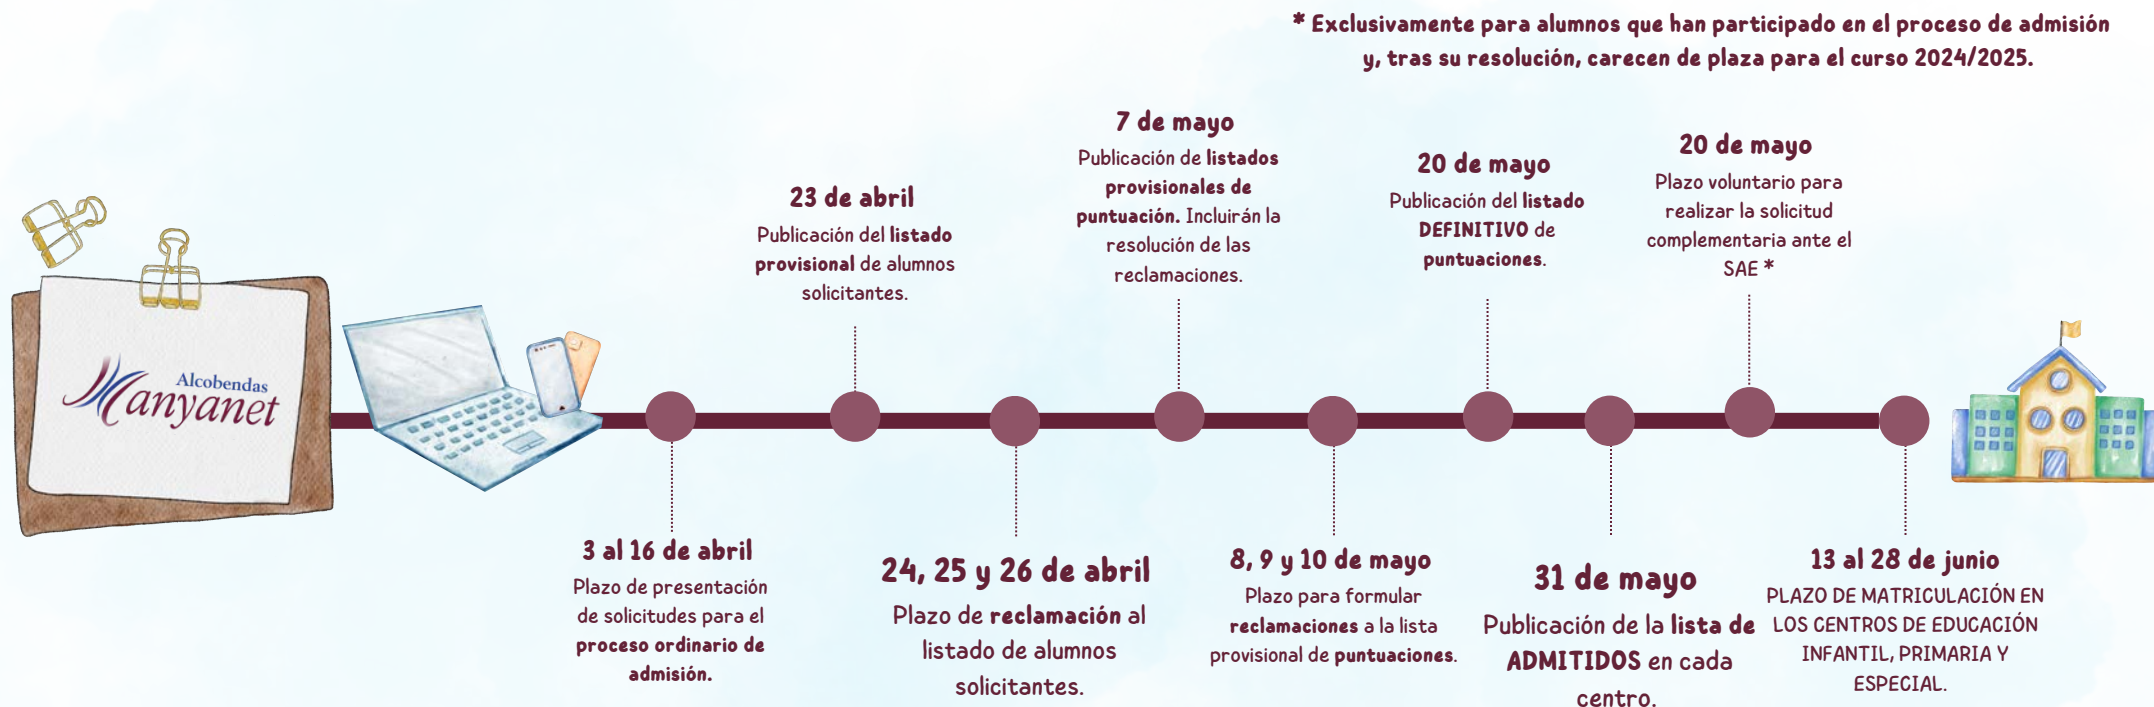 * Exclusivamente para alumnos que han participado en el proceso de admisión
y, tras su resolución, carecen de plaza para el curso 2024/2025.
Alcobendas
Manyanet
3 al 16 de abril
Plazo de presentación
de solicitudes para el
proceso ordinario de
admisión.
23 de abril
Publicación del listado
provisional de alumnos
solicitantes.
24, 25 y 26 de abril
Plazo de reclamación al
listado de alumnos
solicitantes.
7 de mayo
Publicación de listados
provisionales de
puntuación. Incluirán la
resolución de las
reclamaciones.
8, 9 y 10 de mayo
Plazo para formular
reclamaciones a la lista
provisional de puntuaciones.
20 de mayo
Publicación del listado
DEFINITIVO de
puntuaciones.
31 de mayo
Publicación de la lista de
ADMITIDOS en cada
centro.
20 de mayo
Plazo voluntario para
realizar la solicitud
complementaria ante el
SAE *
13 al 28 de junio
PLAZO DE MATRICULACIÓN EN
LOS CENTROS DE EDUCACIÓN
INFANTIL, PRIMARIA Y
ESPECIAL.